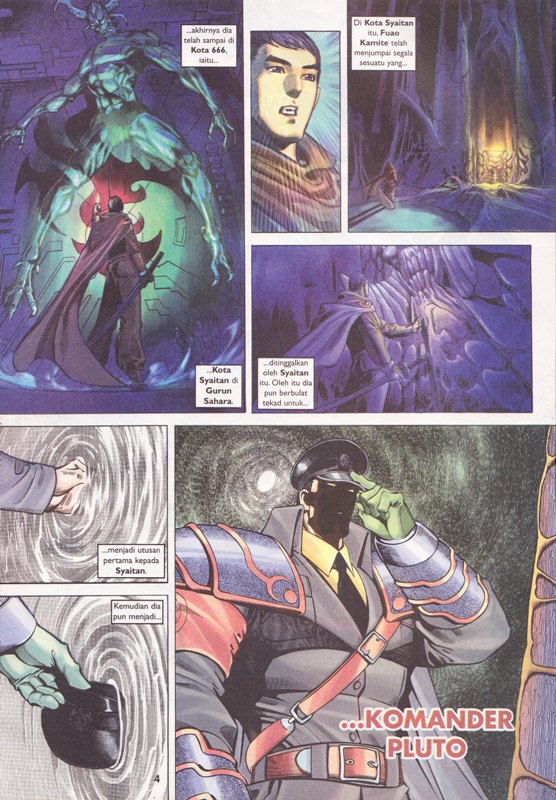 ...akhirnya dia
telah sampai di
Kota 666,
iaitu...
...Kota
Syaitan di
Gurun
Sahara.
Di Kota Syaitan
itu, Fuao
Kamite telah
menjumpai segala
sesuatu yang...
...ditinggalkan
oleh Syaitan
itu. Oleh itu dia
pun berbulat
tekad untuk...
...menjadi utusan
pertama kepada
Syaitan.
Kemudian dia
pun menjadi...
...KOMANDER
PLUTO
4